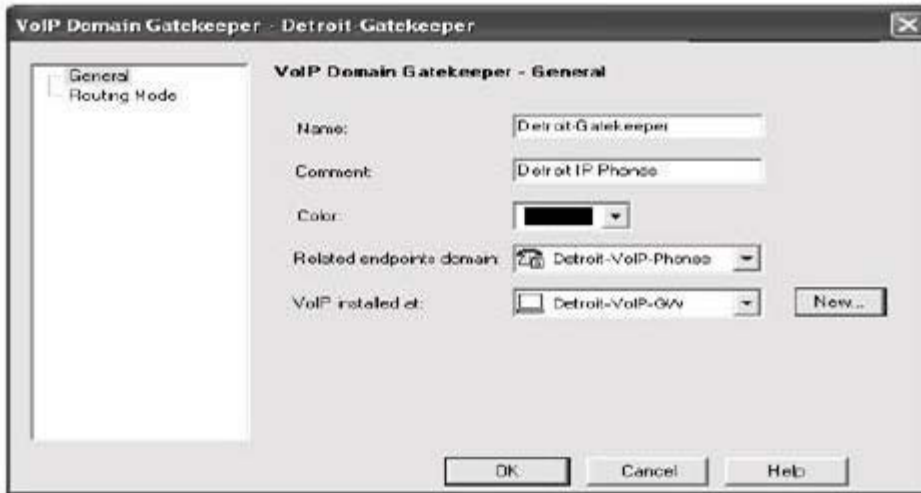 VoIP Domain Gatekeeper - Detroit-Gatekeeper
General
Routing Mode
VoIP Domain Gatekeeper - General
Name: Detroit-Gatekeeper
Comment: Detroit IP Phones
Color:
Related endpoints domain: Detroit-VoIP-Phones
VoIP installed at: Detroit-VoIP-GW New...
OK Cancel Help